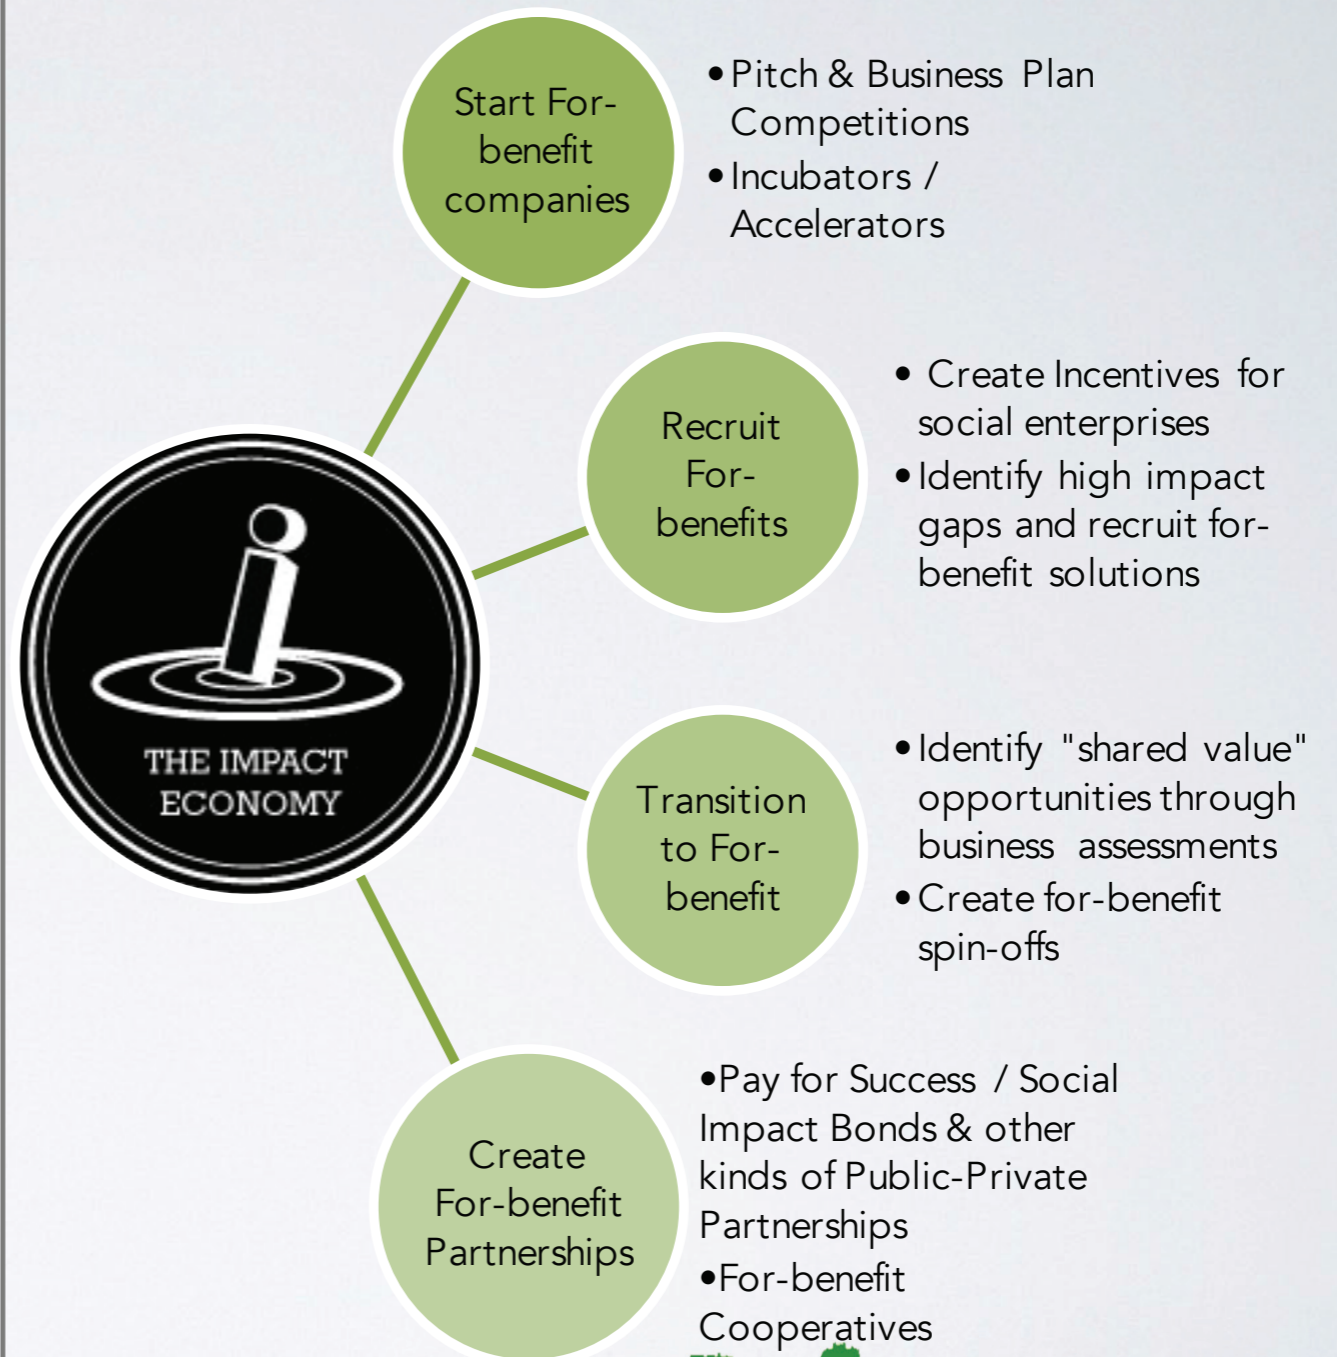 Start For-
benefit
companies
•Pitch & Business Plan
Competitions
•Incubators /
Accelerators
Recruit
For-
benefits
• Create Incentives for
social enterprises
•Identify high impact
gaps and recruit for-
benefit solutions
THE IMPACT
ECONOMY
Transition
to For-
benefit
•Identify "shared value"
opportunities through
business assessments
•Create for-benefit
spin-offs
Create
For-benefit
Partnerships
•Pay for Success / Social
Impact Bonds & other
kinds of Public-Private
Partnerships
•For-benefit
Cooperatives